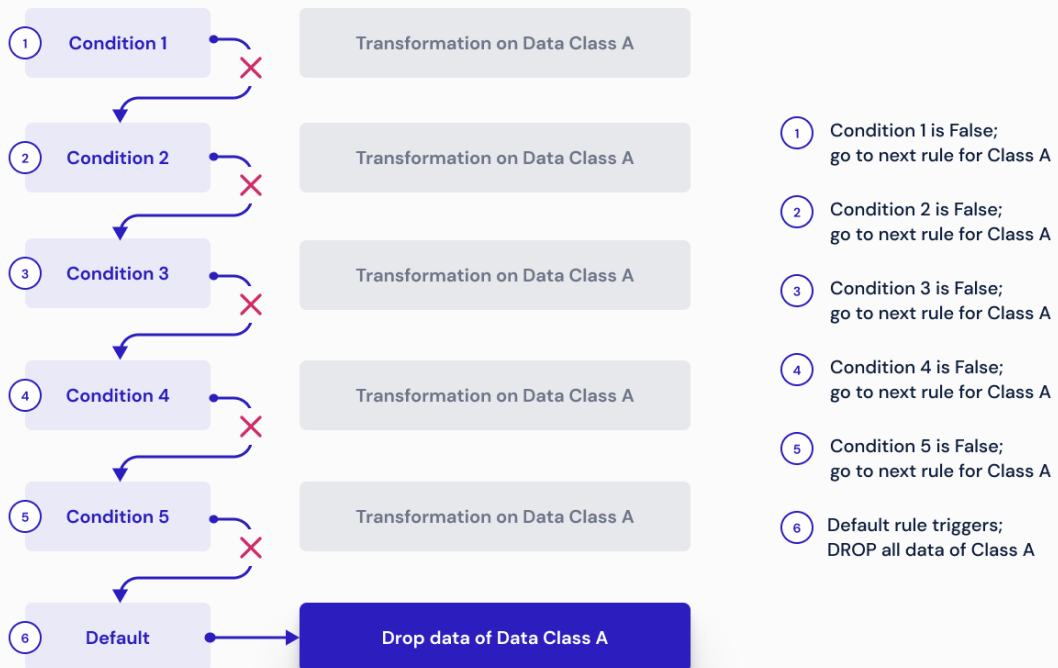 1
Condition 1
Transformation on Data Class A
2
Condition 2
Transformation on Data Class A
3
Condition 3
Transformation on Data Class A
4
Condition 4
Transformation on Data Class A
5
Condition 5
Transformation on Data Class A
6
Default
Drop data of Data Class A
1
Condition 1 is False;
go to next rule for Class A
2
Condition 2 is False;
go to next rule for Class A
3
Condition 3 is False;
go to next rule for Class A
4
Condition 4 is False;
go to next rule for Class A
5
Condition 5 is False;
go to next rule for Class A
6
Default rule triggers;
DROP all data of Class A